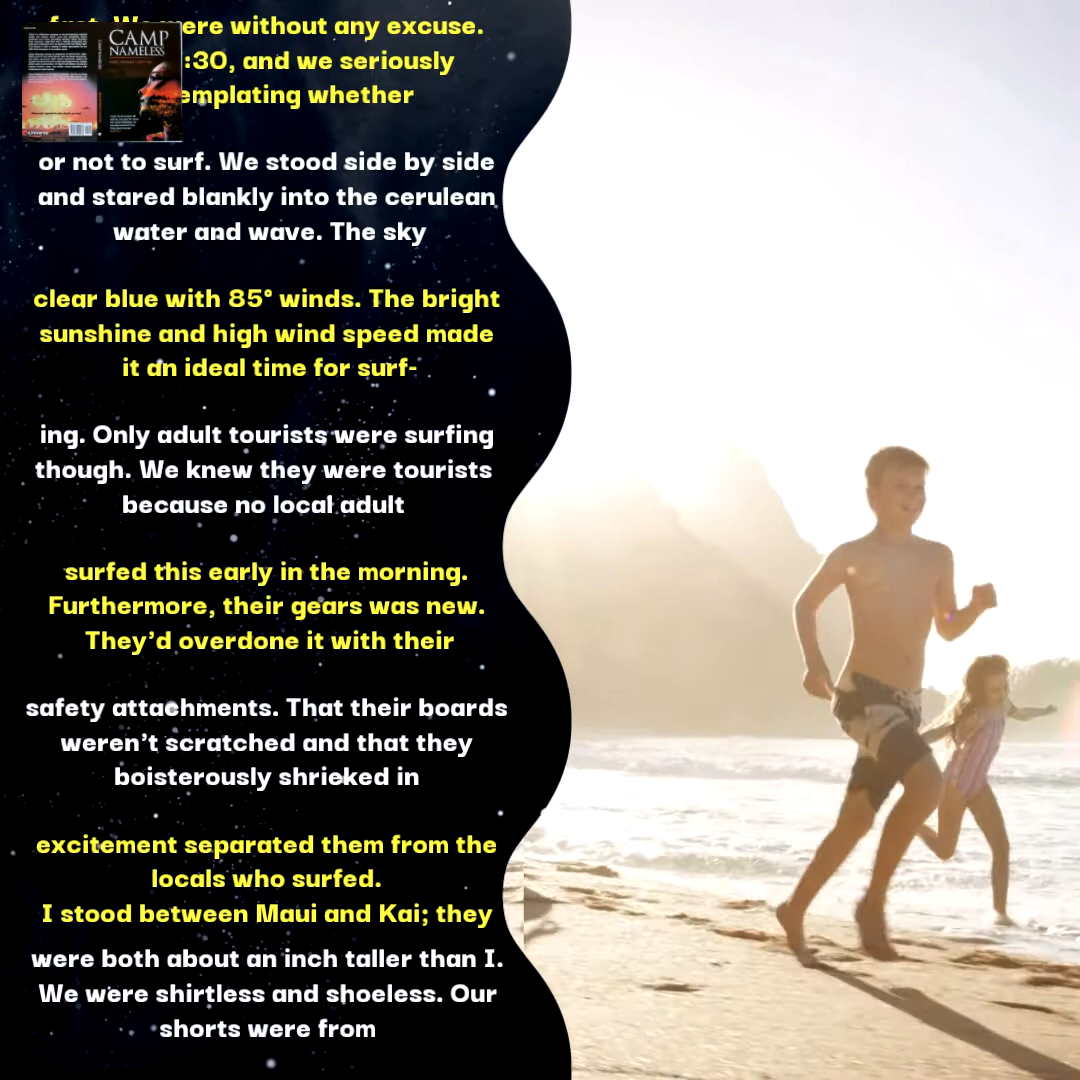 We were without any excuse.
:30, and we seriously
emplating whether
CAMP
NAMELESS
or not to surf. We stood side by side
and stared blankly into the cerulean
water and wave. The sky
clear blue with 85° winds. The bright
sunshine and high wind speed made
it an ideal time for surf-
ing. Only adult tourists were surfing
though. We knew they were tourists
because no local adult
surfed this early in the morning.
Furthermore, their gears was new.
They’d overdone it with their
safety attachments. That their boards
weren’t scratched and that they
boisterously shrieked in
excitement separated them from the
locals who surfed.
I stood between Maui and Kai; they
were both about an inch taller than I.
We were shirtless and shoeless. Our
shorts were from